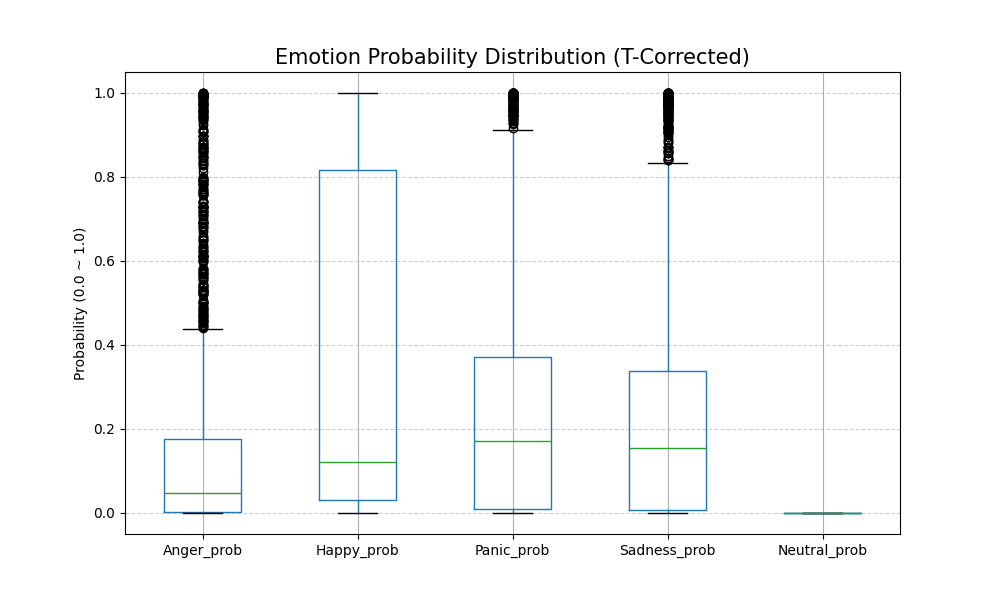 Emotion Probability Distribution (T-Corrected)
Probability (0.0 ~ 1.0)
1.0
0.8
0.6
0.4
0.2
0.0
Anger_prob
Happy_prob
Panic_prob
Sadness_prob
Neutral_prob